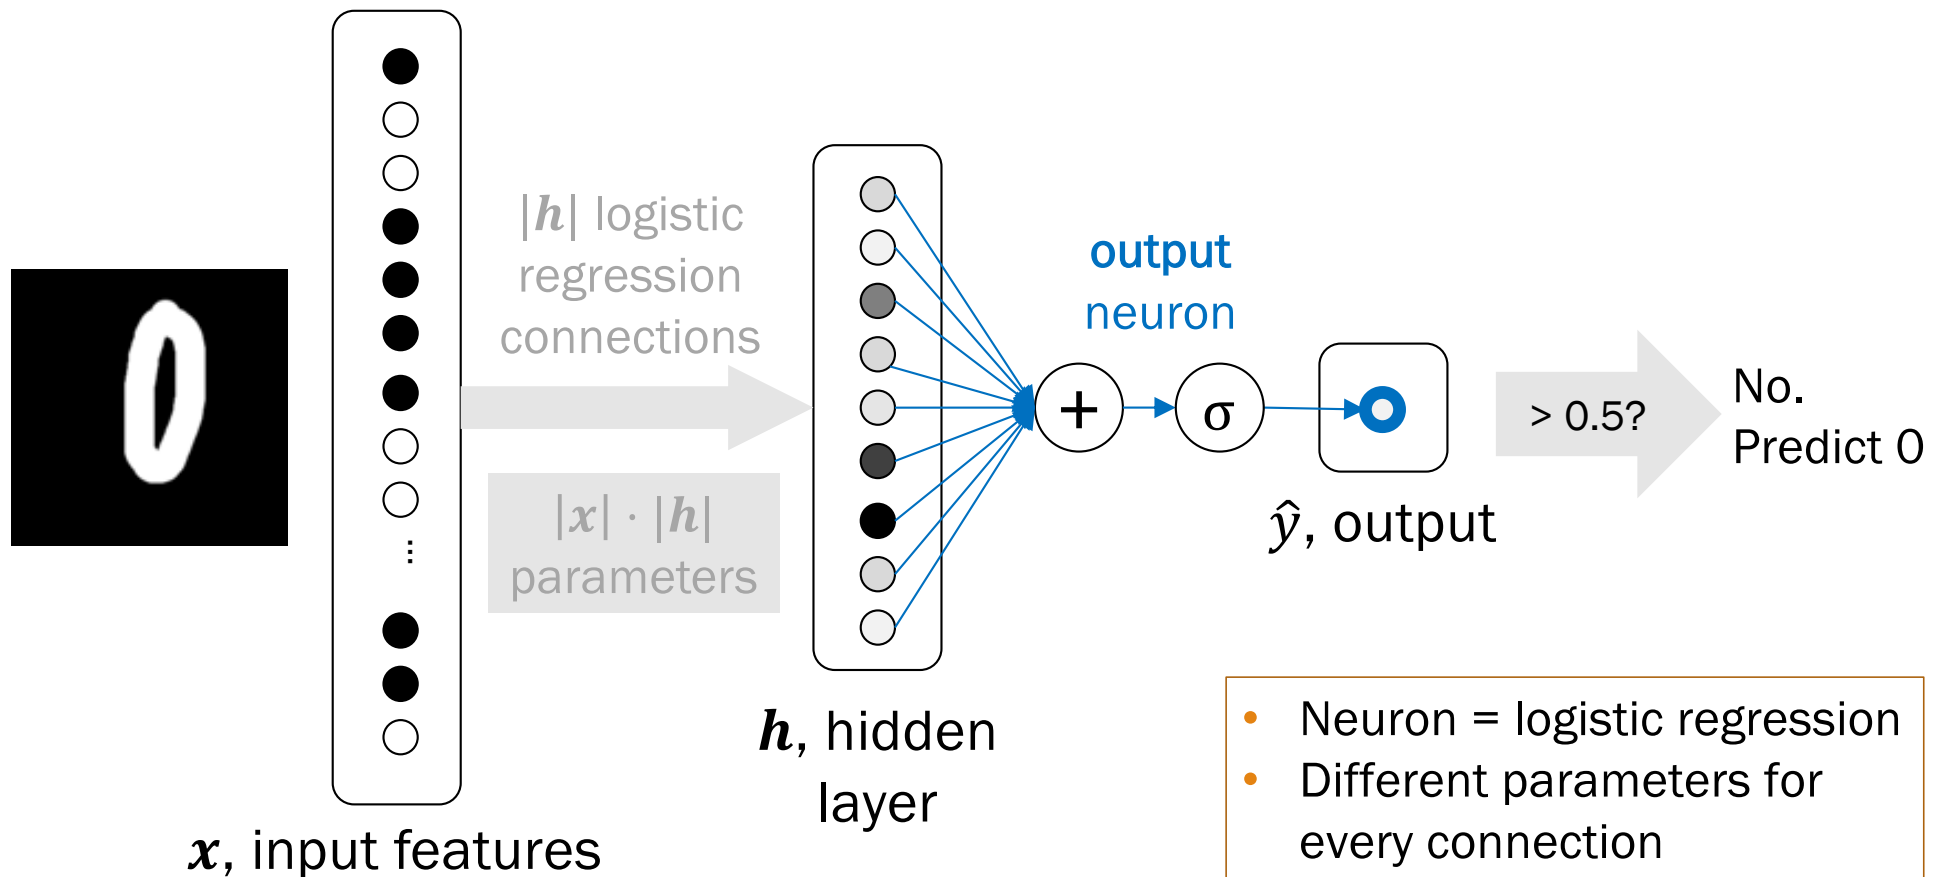 |h| logistic
regression
connections
|x| · |h|
parameters
x, input features
h, hidden
layer
output
neuron
+
σ
ŷ, output
> 0.5?
No.
Predict 0
• Neuron = logistic regression
• Different parameters for
every connection